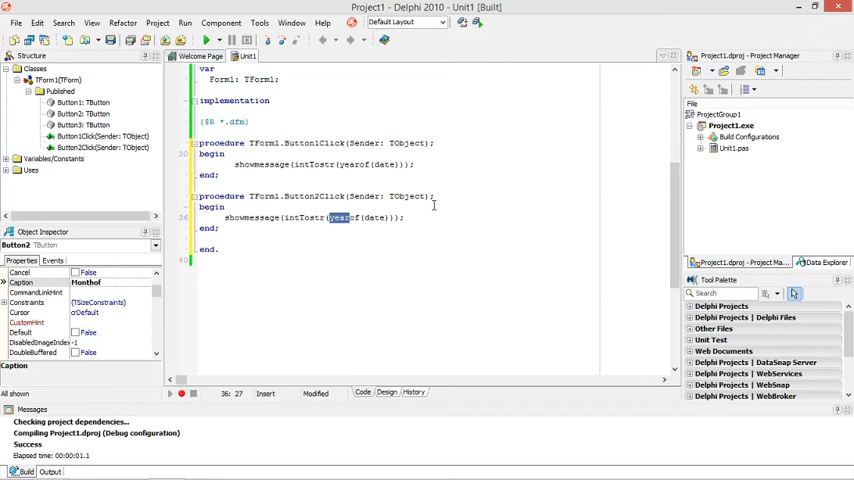 Project1 - Delphi 2010 - Unit1 [Built]
File Edit Search View Refactor Project Run Component Tools Window Help Default Layout
Structure
Classes
TForm1(TForm)
Published
Button1: TButton
Button2: TButton
Button3: TButton
Button1Click(Sender: TObject)
Button2Click(Sender: TObject)
Variables/Constants
Uses
Object Inspector
Button2 TButton
Properties Events
Cancel False
Caption Monthof
CommandLinkHint
Constraints (TSizeConstraints)
Cursor crDefault
CustomHint
Default False
DisabledImageIndex -1
DoubleBuffered False
Caption
All shown
Welcome Page Unit1
var
Form1: TForm1;
implementation
{$R *.dfm}
procedure TForm1.Button1Click(Sender: TObject);
30 begin
showmessage(intTostr(yearof(date)));
end;
procedure TForm1.Button2Click(Sender: TObject);
begin
36 showmessage(intTostr(yearof(date)));
end;
end.
40
36: 27 Insert Modified Code Design History
Project1.dproj - Project Manager
File
ProjectGroup1
Project1.exe
Build Configurations
Unit1.pas
Project1.dproj - Project Ma... Data Explorer
Tool Palette
Search
Delphi Projects
Delphi Projects | Delphi Files
Other Files
Unit Test
Web Documents
DataSnap Server
WebServices
Delphi Projects | WebSnap
Delphi Projects | WebBroker
Messages
Checking project dependencies...
Compiling Project1.dproj (Debug configuration)
Success
Elapsed time: 00:00:01.1
Build Output